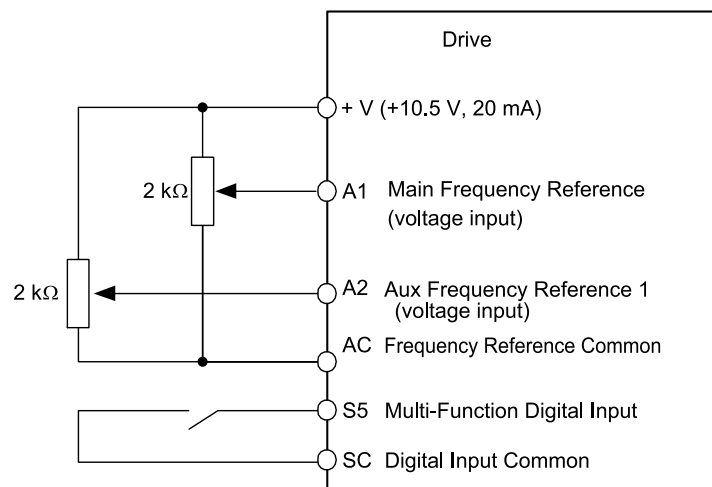 Drive
+ V (+10.5 V, 20 mA)
2 kΩ
A1 Main Frequency Reference
(voltage input)
2 kΩ
A2 Aux Frequency Reference 1
(voltage input)
AC Frequency Reference Common
S5 Multi-Function Digital Input
SC Digital Input Common